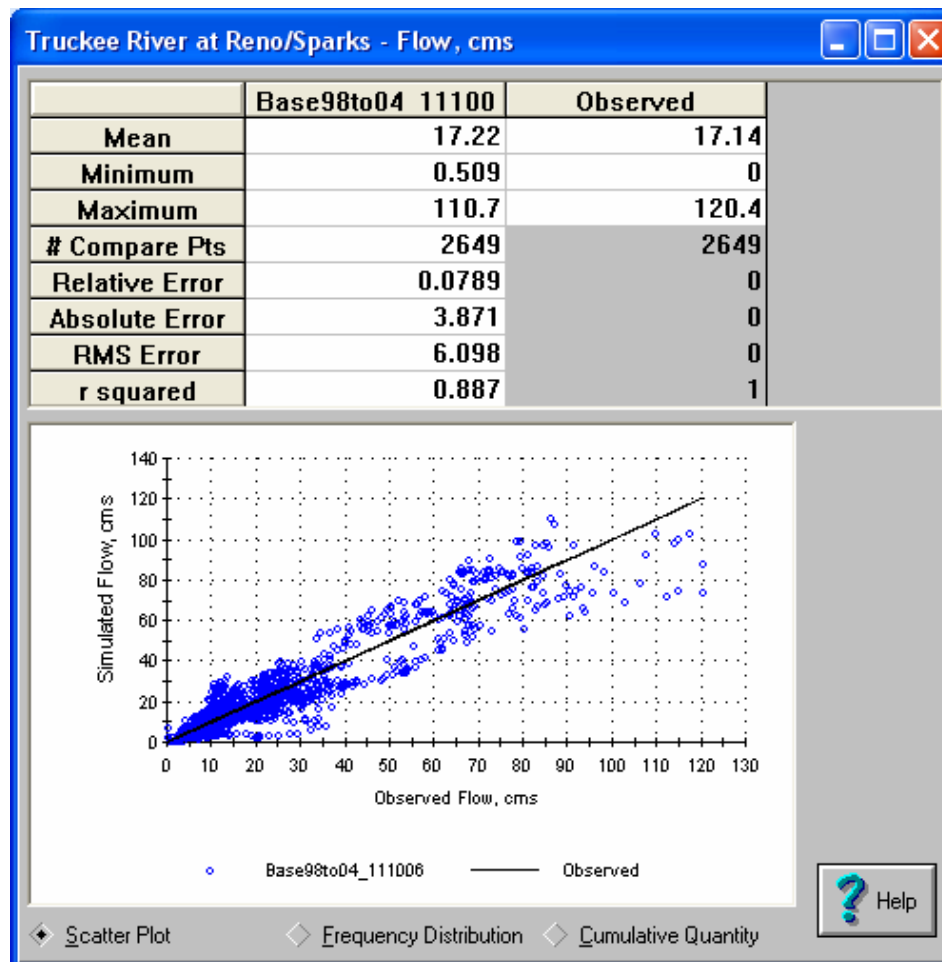 Truckee River at Reno/Sparks - Flow, cms
Base98to04 11100 Observed
Mean 17.22 17.14
Minimum 0.509 0
Maximum 110.7 120.4
# Compare Pts 2649 2649
Relative Error 0.0789 0
Absolute Error 3.871 0
RMS Error 6.098 0
r squared 0.887 1
140
120
100
80
60
40
20
0
Simulated Flow, cms
0 10 20 30 40 50 60 70 80 90 100 110 120 130
Observed Flow, cms
Base98to04_111006 Observed
? Help
Scatter Plot Frequency Distribution Cumulative Quantity